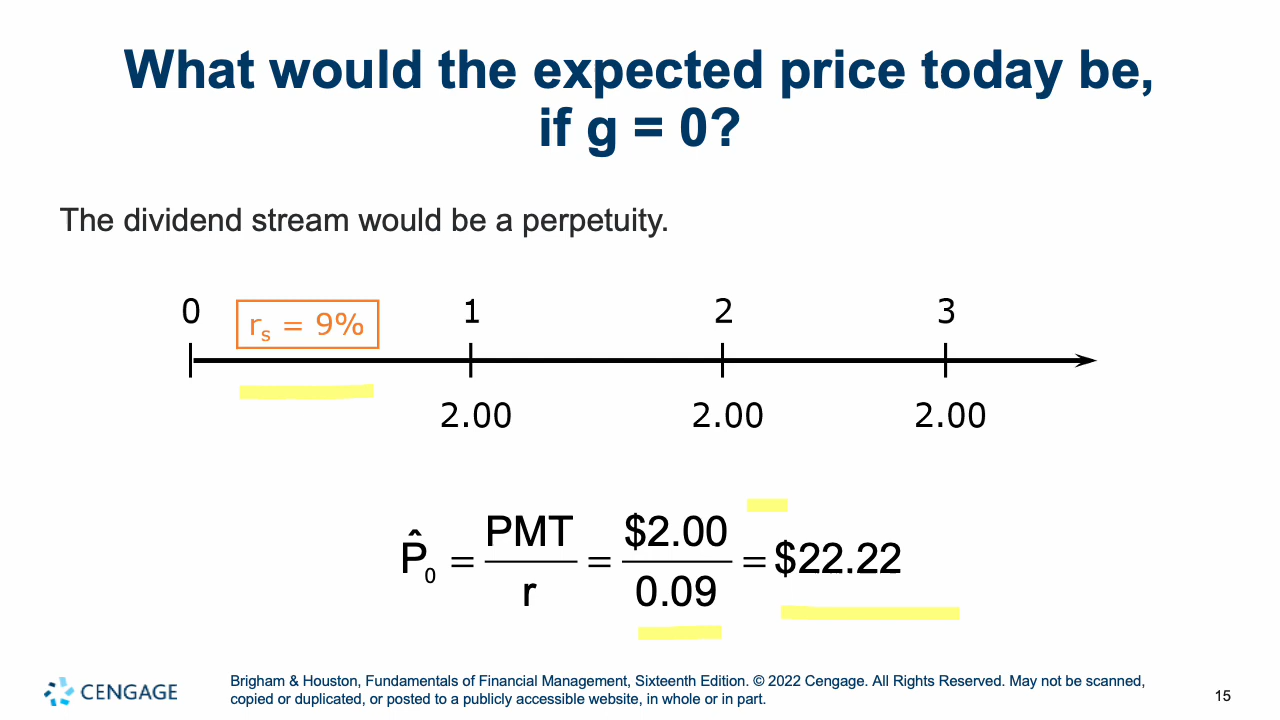 What would the expected price today be,
if g = 0?
The dividend stream would be a perpetuity.
0 rs = 9% 1 2 3
2.00 2.00 2.00
P̂0 = PMT/r = $2.00/0.09 = $22.22
CENGAGE
Brigham & Houston, Fundamentals of Financial Management, Sixteenth Edition. © 2022 Cengage. All Rights Reserved. May not be scanned,
copied or duplicated, or posted to a publicly accessible website, in whole or in part.
15